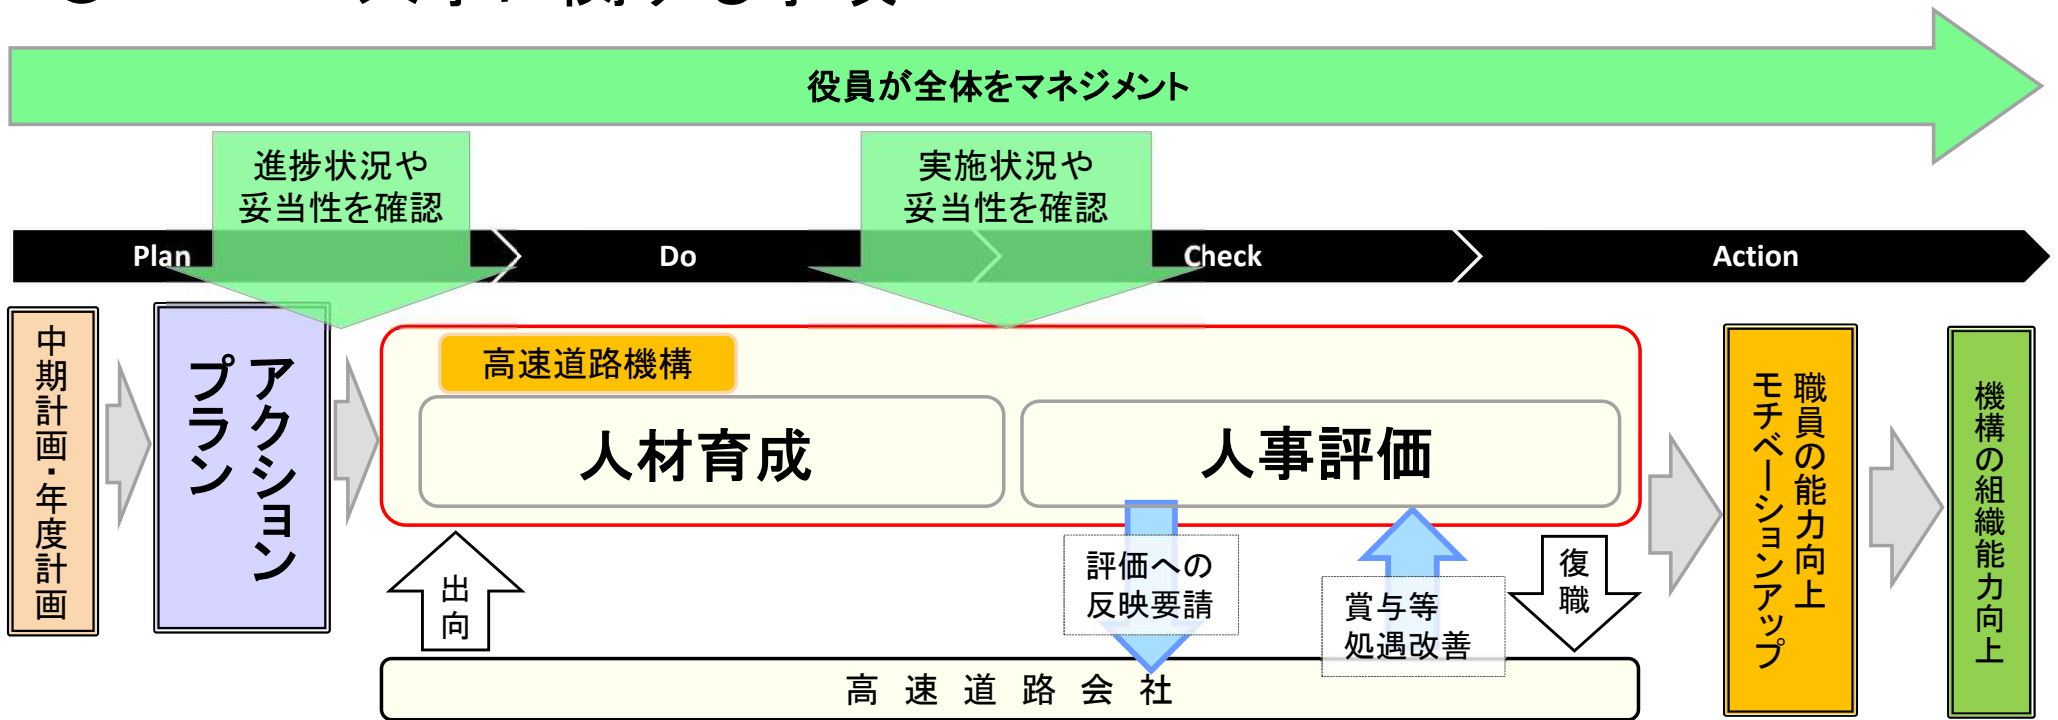 役員が全体をマネジメント
進捗状況や
妥当性を確認
実施状況や
妥当性を確認
Plan
Do
Check
Action
中期計画・年度計画
アクション
プラン
高速道路機構
人材育成
人事評価
職員の能力向上
モチベーションアップ
機構の組織能力向上
出向
評価への
反映要請
賞与等
処遇改善
復職
高速道路会社